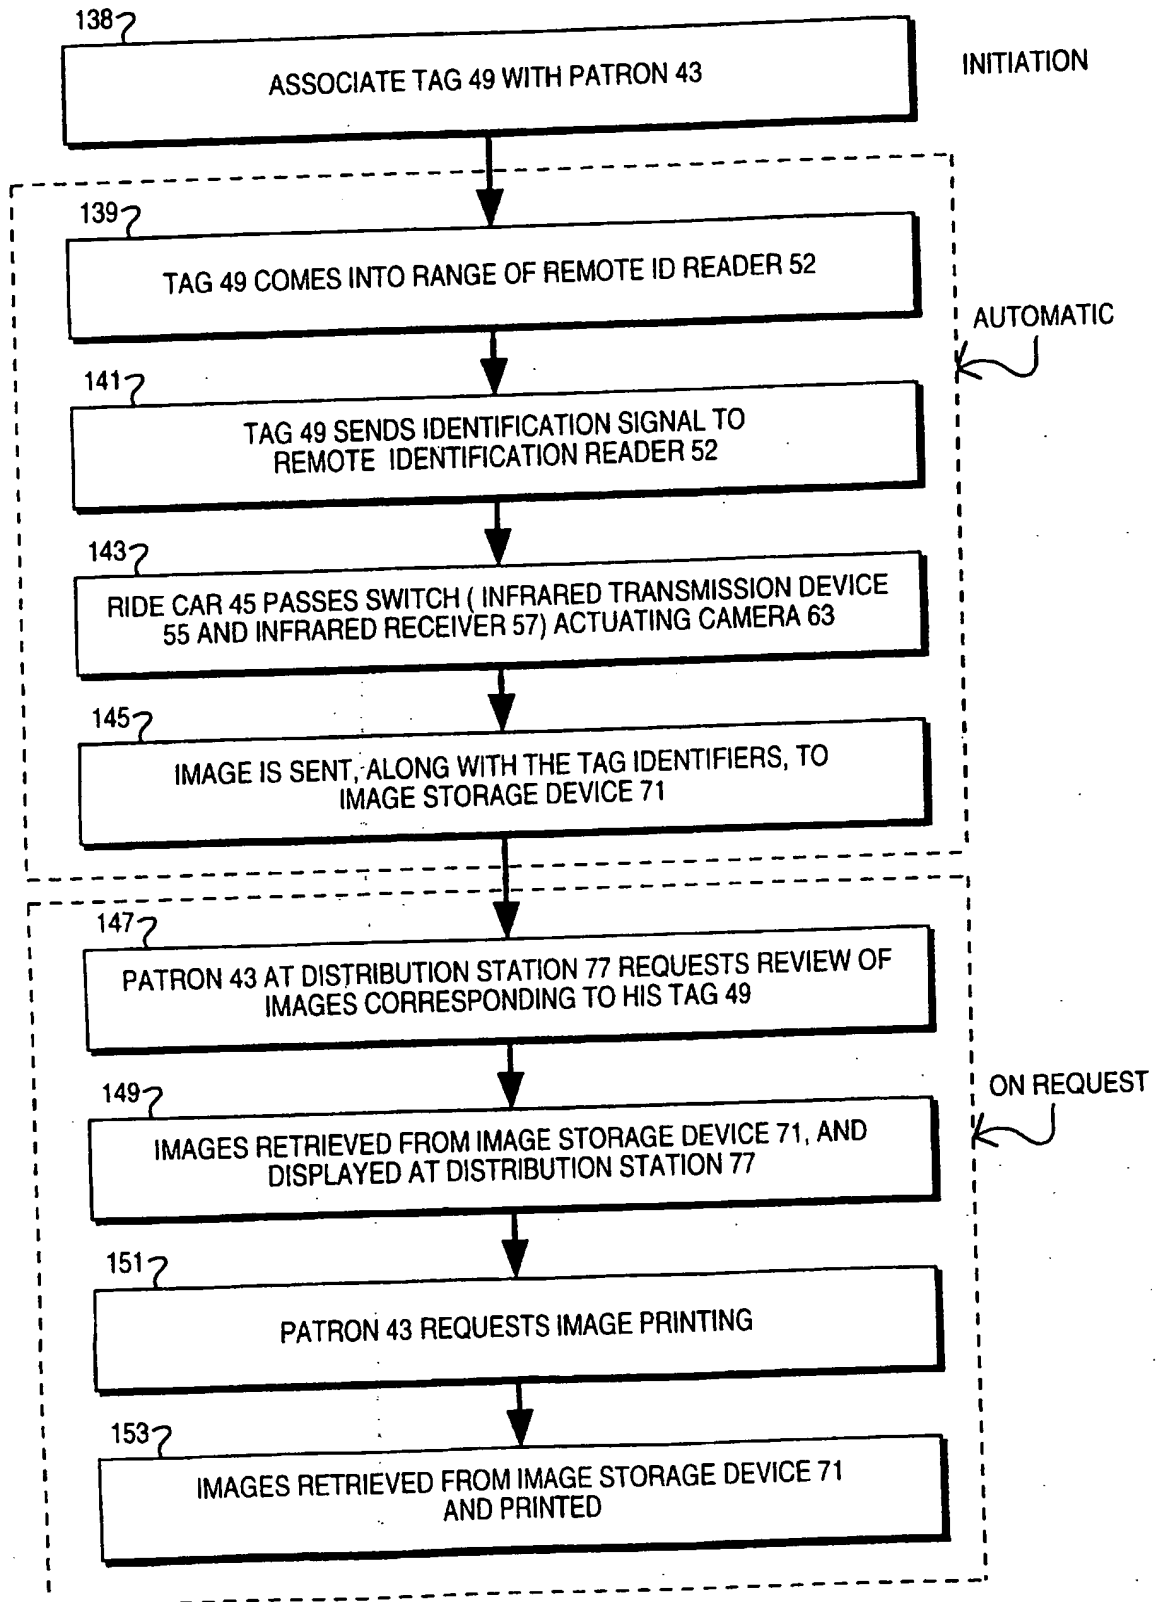 138
ASSOCIATE TAG 49 WITH PATRON 43
INITIATION
139
TAG 49 COMES INTO RANGE OF REMOTE ID READER 52
AUTOMATIC
141
TAG 49 SENDS IDENTIFICATION SIGNAL TO
REMOTE IDENTIFICATION READER 52
143
RIDE CAR 45 PASSES SWITCH ( INFRARED TRANSMISSION DEVICE
55 AND INFRARED RECEIVER 57) ACTUATING CAMERA 63
145
IMAGE IS SENT, ALONG WITH THE TAG IDENTIFIERS, TO
IMAGE STORAGE DEVICE 71
147
PATRON 43 AT DISTRIBUTION STATION 77 REQUESTS REVIEW OF
IMAGES CORRESPONDING TO HIS TAG 49
149
ON REQUEST
IMAGES RETRIEVED FROM IMAGE STORAGE DEVICE 71, AND
DISPLAYED AT DISTRIBUTION STATION 77
151
PATRON 43 REQUESTS IMAGE PRINTING
153
IMAGES RETRIEVED FROM IMAGE STORAGE DEVICE 71
AND PRINTED